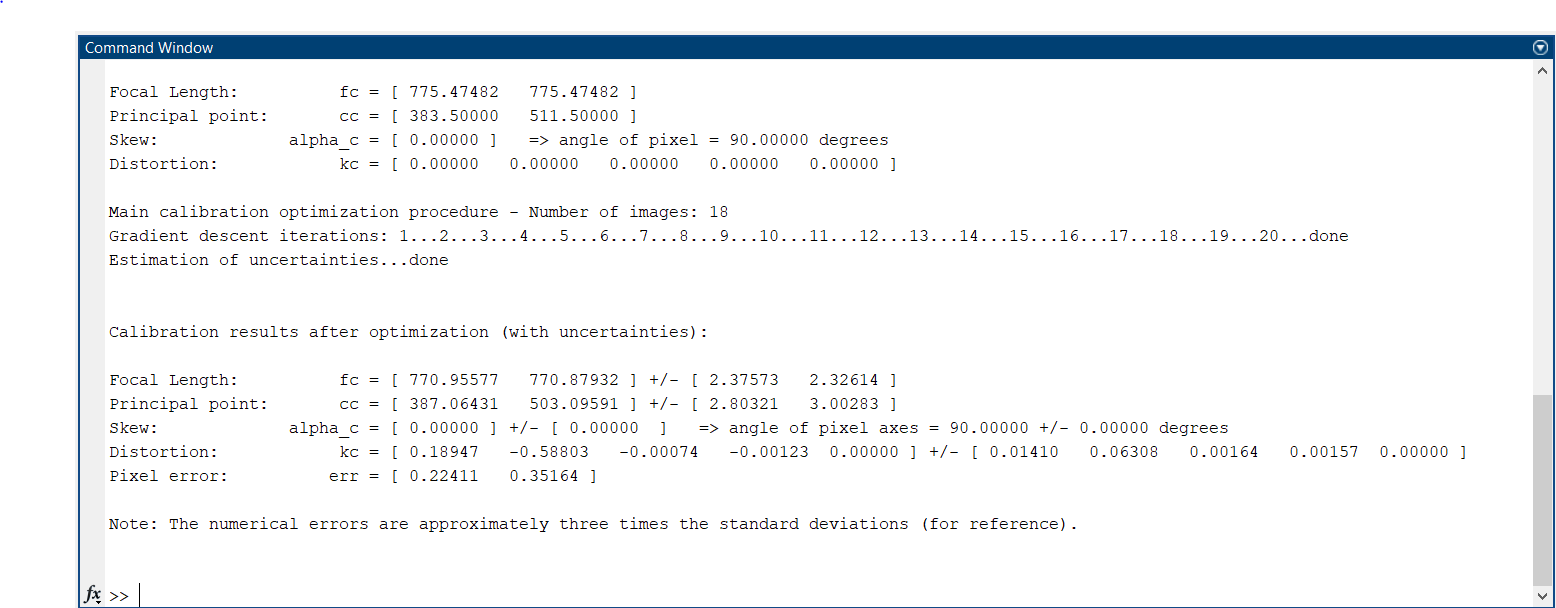 Command Window
Focal Length: fc = [ 775.47482 775.47482 ]
Principal point: cc = [ 383.50000 511.50000 ]
Skew: alpha_c = [ 0.00000 ] => angle of pixel = 90.00000 degrees
Distortion: kc = [ 0.00000 0.00000 0.00000 0.00000 0.00000 ]
Main calibration optimization procedure - Number of images: 18
Gradient descent iterations: 1...2...3...4...5...6...7...8...9...10...11...12...13...14...15...16...17...18...19...20...done
Estimation of uncertainties...done
Calibration results after optimization (with uncertainties):
Focal Length: fc = [ 770.95577 770.87932 ] +/- [ 2.37573 2.32614 ]
Principal point: cc = [ 387.06431 503.09591 ] +/- [ 2.80321 3.00283 ]
Skew: alpha_c = [ 0.00000 ] +/- [ 0.00000 ] => angle of pixel axes = 90.00000 +/- 0.00000 degrees
Distortion: kc = [ 0.18947 -0.58803 -0.00074 -0.00123 0.00000 ] +/- [ 0.01410 0.06308 0.00164 0.00157 0.00000 ]
Pixel error: err = [ 0.22411 0.35164 ]
Note: The numerical errors are approximately three times the standard deviations (for reference).
fx >>